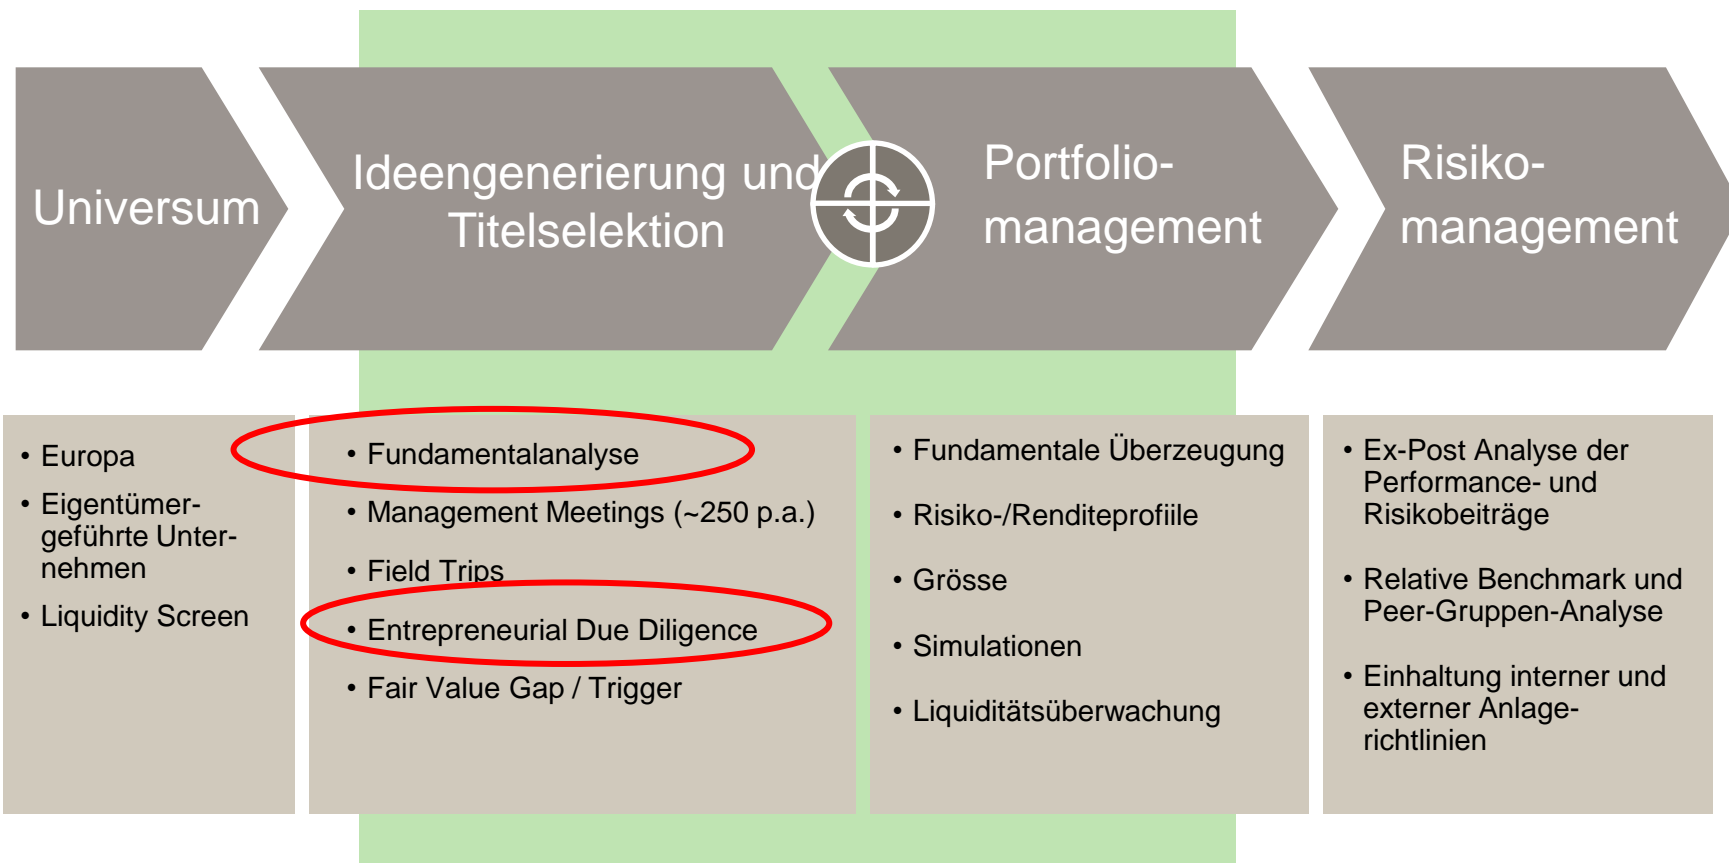 Universum
Ideengenerierung und
Titelselektion
Portfolio-
management
Risiko-
management
• Europa
• Eigentümer-
geführte Unter-
nehmen
• Liquidity Screen
• Fundamentalanalyse
• Management Meetings (~250 p.a.)
• Field Trips
• Entrepreneurial Due Diligence
• Fair Value Gap / Trigger
• Fundamentale Überzeugung
• Risiko-/Renditeprofiile
• Grösse
• Simulationen
• Liquiditätsüberwachung
• Ex-Post Analyse der
Performance- und
Risikobeiträge
• Relative Benchmark und
Peer-Gruppen-Analyse
• Einhaltung interner und
externer Anlage-
richtlinien